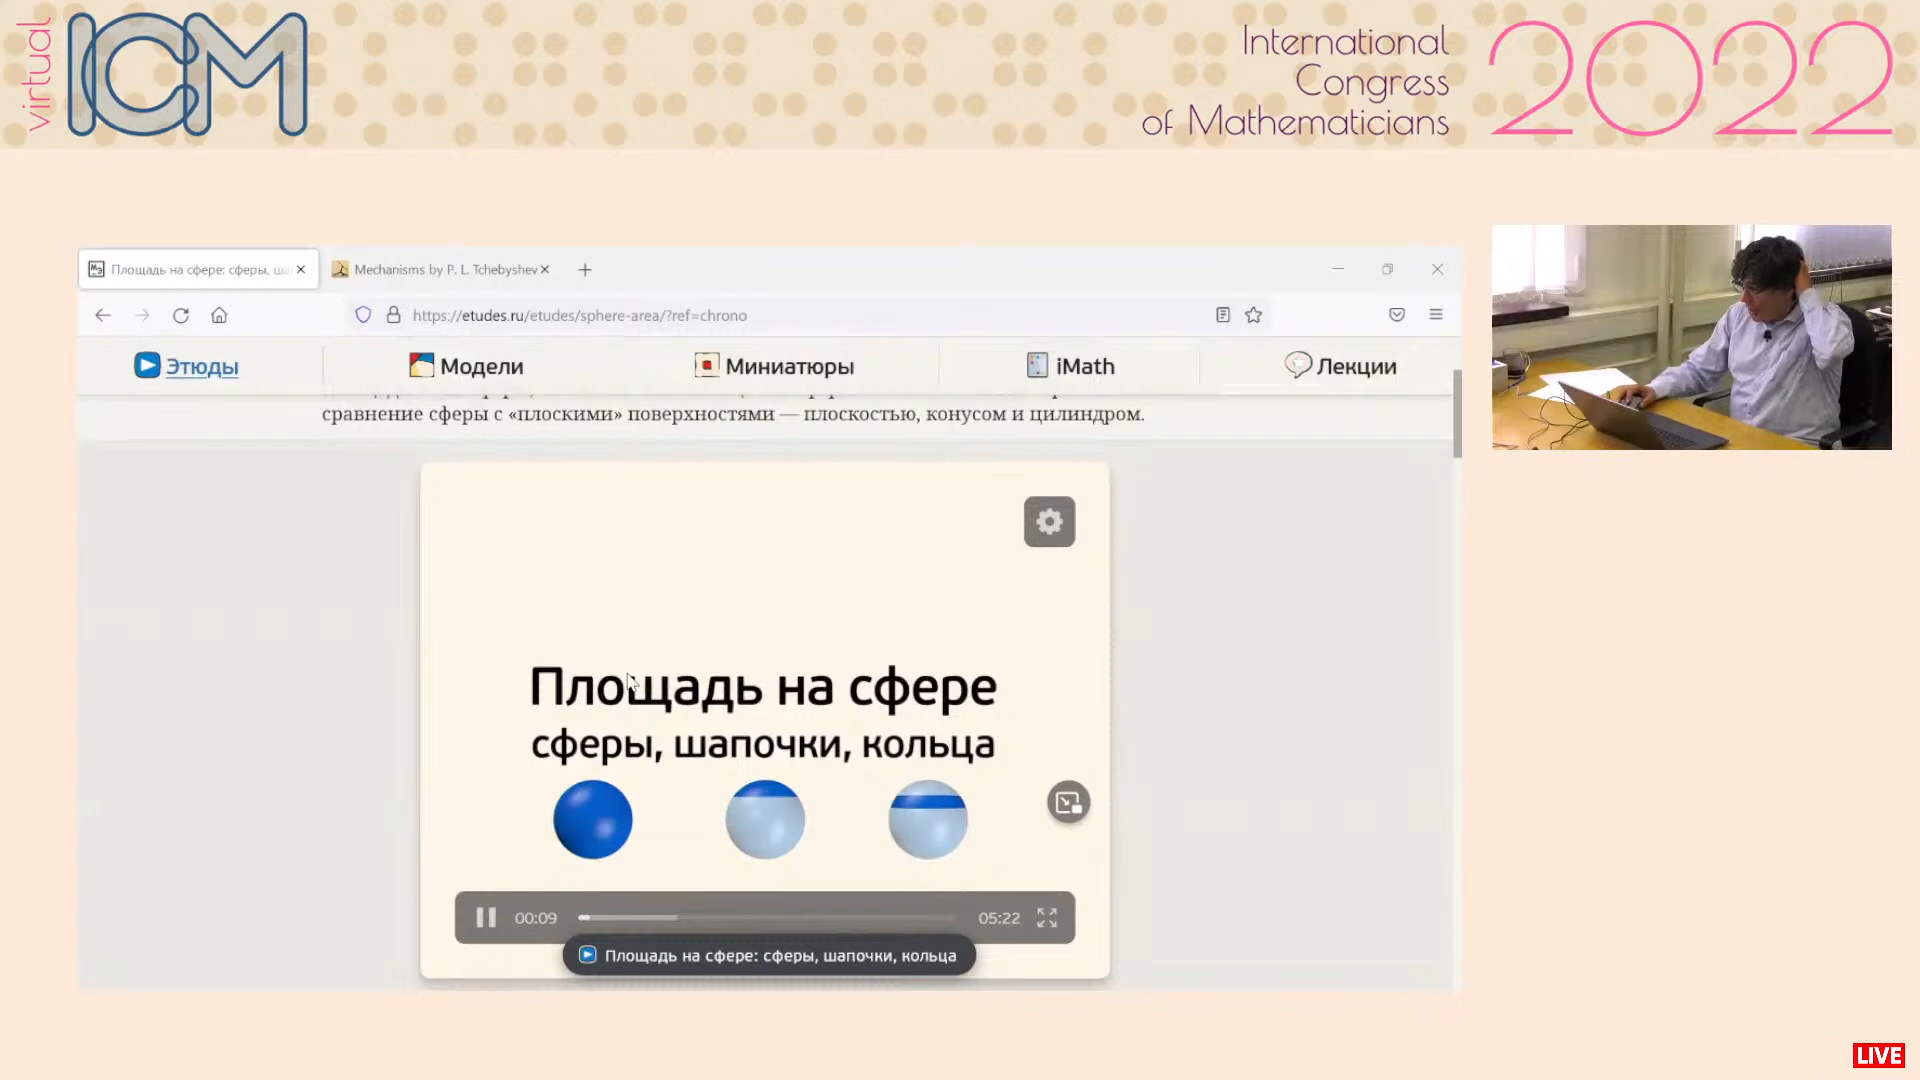 virtual
ICM
International
Congress
of Mathematicians
2022
Площадь на сфере: сферы, ша
Mechanisms by P. L. Tchebyshev
https://etudes.ru/etudes/sphere-area/?ref=chrono
Этюды
Модели
Миниатюры
iMath
Лекции
сравнение сферы с «плоскими» поверхностями — плоскостью, конусом и цилиндром.
Площадь на сфере
сферы, шапочки, кольца
00:09
05:22
Площадь на сфере: сферы, шапочки, кольца
LIVE